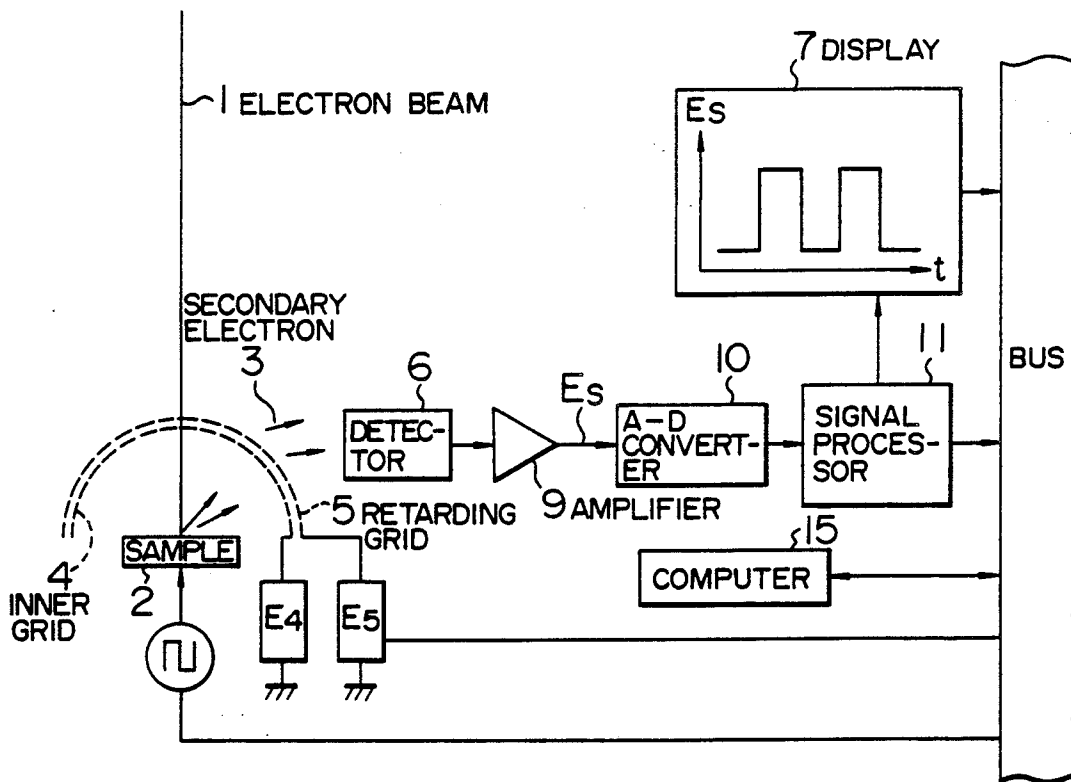 7 DISPLAY
1 ELECTRON BEAM
Es
t
SECONDARY
ELECTRON
3
6
10
11
BUS
DETEC-
TOR
Es
A-D
CONVERT-
ER
SIGNAL
PROCES-
SOR
9 AMPLIFIER
5 RETARDING
GRID
15
COMPUTER
SAMPLE
2
4
INNER
GRID
E4
E5